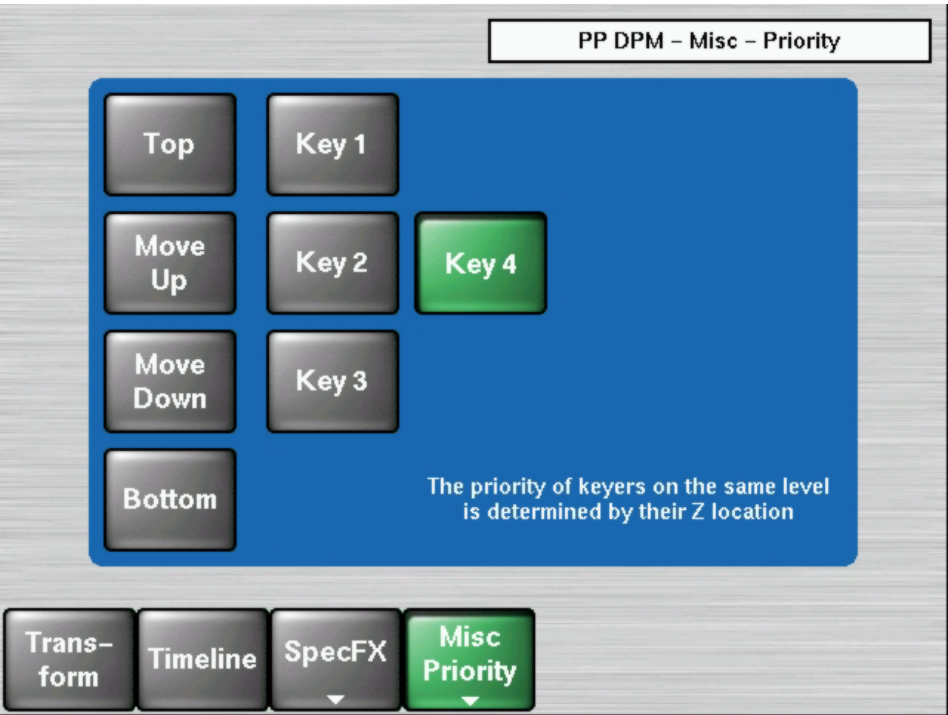 PP DPM – Misc – Priority
Top
Key 1
Move
Up
Key 2
Key 4
Move
Down
Key 3
Bottom
The priority of keyers on the same level
is determined by their Z location
Trans–
form
Timeline
SpecFX
Misc
Priority